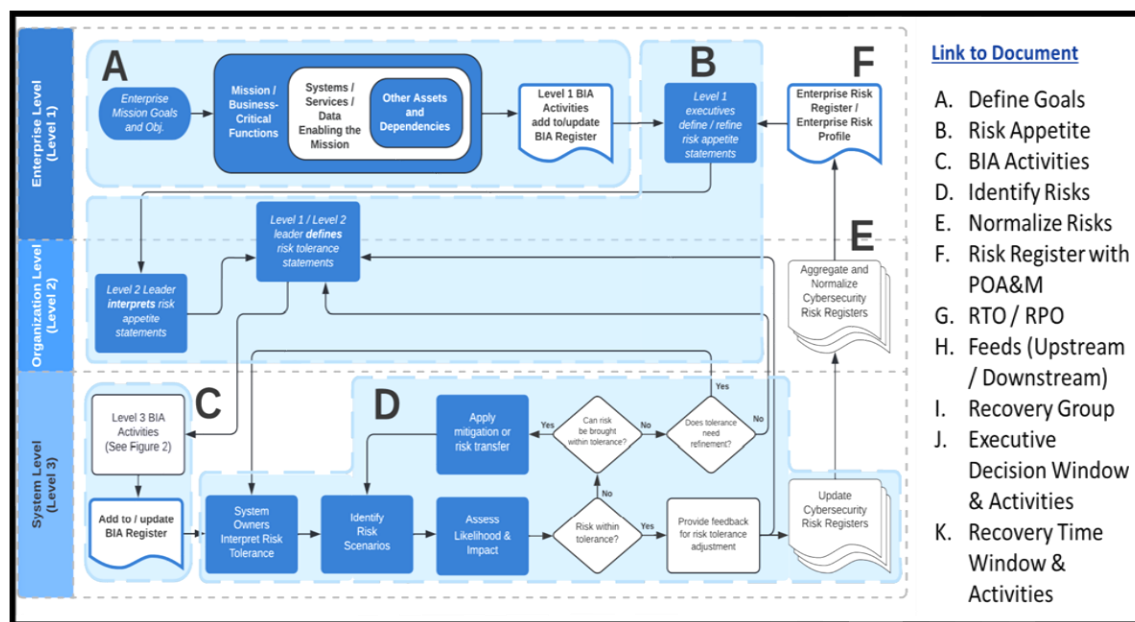 Enterprise Level
(Level 1)
A
Enterprise
Mission Goals
and Obj.
Mission /
Business-
Critical
Functions
Systems /
Services /
Data
Enabling the
Mission
Other Assets
and
Dependencies
Level 1 BIA
Activities
add to/update
BIA Register
B
Level 1
executives
define / refine
risk appetite
statements
F
Enterprise Risk
Register /
Enterprise Risk
Profile
Organization Level
(Level 2)
Level 2 Leader
interprets risk
appetite
statements
Level 1 / Level 2
leader defines
risk tolerance
statements
E
Aggregate and
Normalize
Cybersecurity
Risk Registers
System Level
(Level 3)
C
Level 3 BIA
Activities
(See Figure 2)
Add to / update
BIA Register
D
System
Owners
Interpret Risk
Tolerance
Identify
Risk
Scenarios
Apply
mitigation or
risk transfer
Assess
Likelihood &
Impact
Yes
Can risk
be brought
within tolerance?
No
Does tolerance
need
refinement?
Yes
No
No
Risk within
tolerance?
Yes
Provide feedback
for risk tolerance
adjustment
Update
Cybersecurity
Risk Registers
Link to Document
A. Define Goals
B. Risk Appetite
C. BIA Activities
D. Identify Risks
E. Normalize Risks
F. Risk Register with
POA&M
G. RTO / RPO
H. Feeds (Upstream
/ Downstream)
I. Recovery Group
J. Executive
Decision Window
& Activities
K. Recovery Time
Window &
Activities